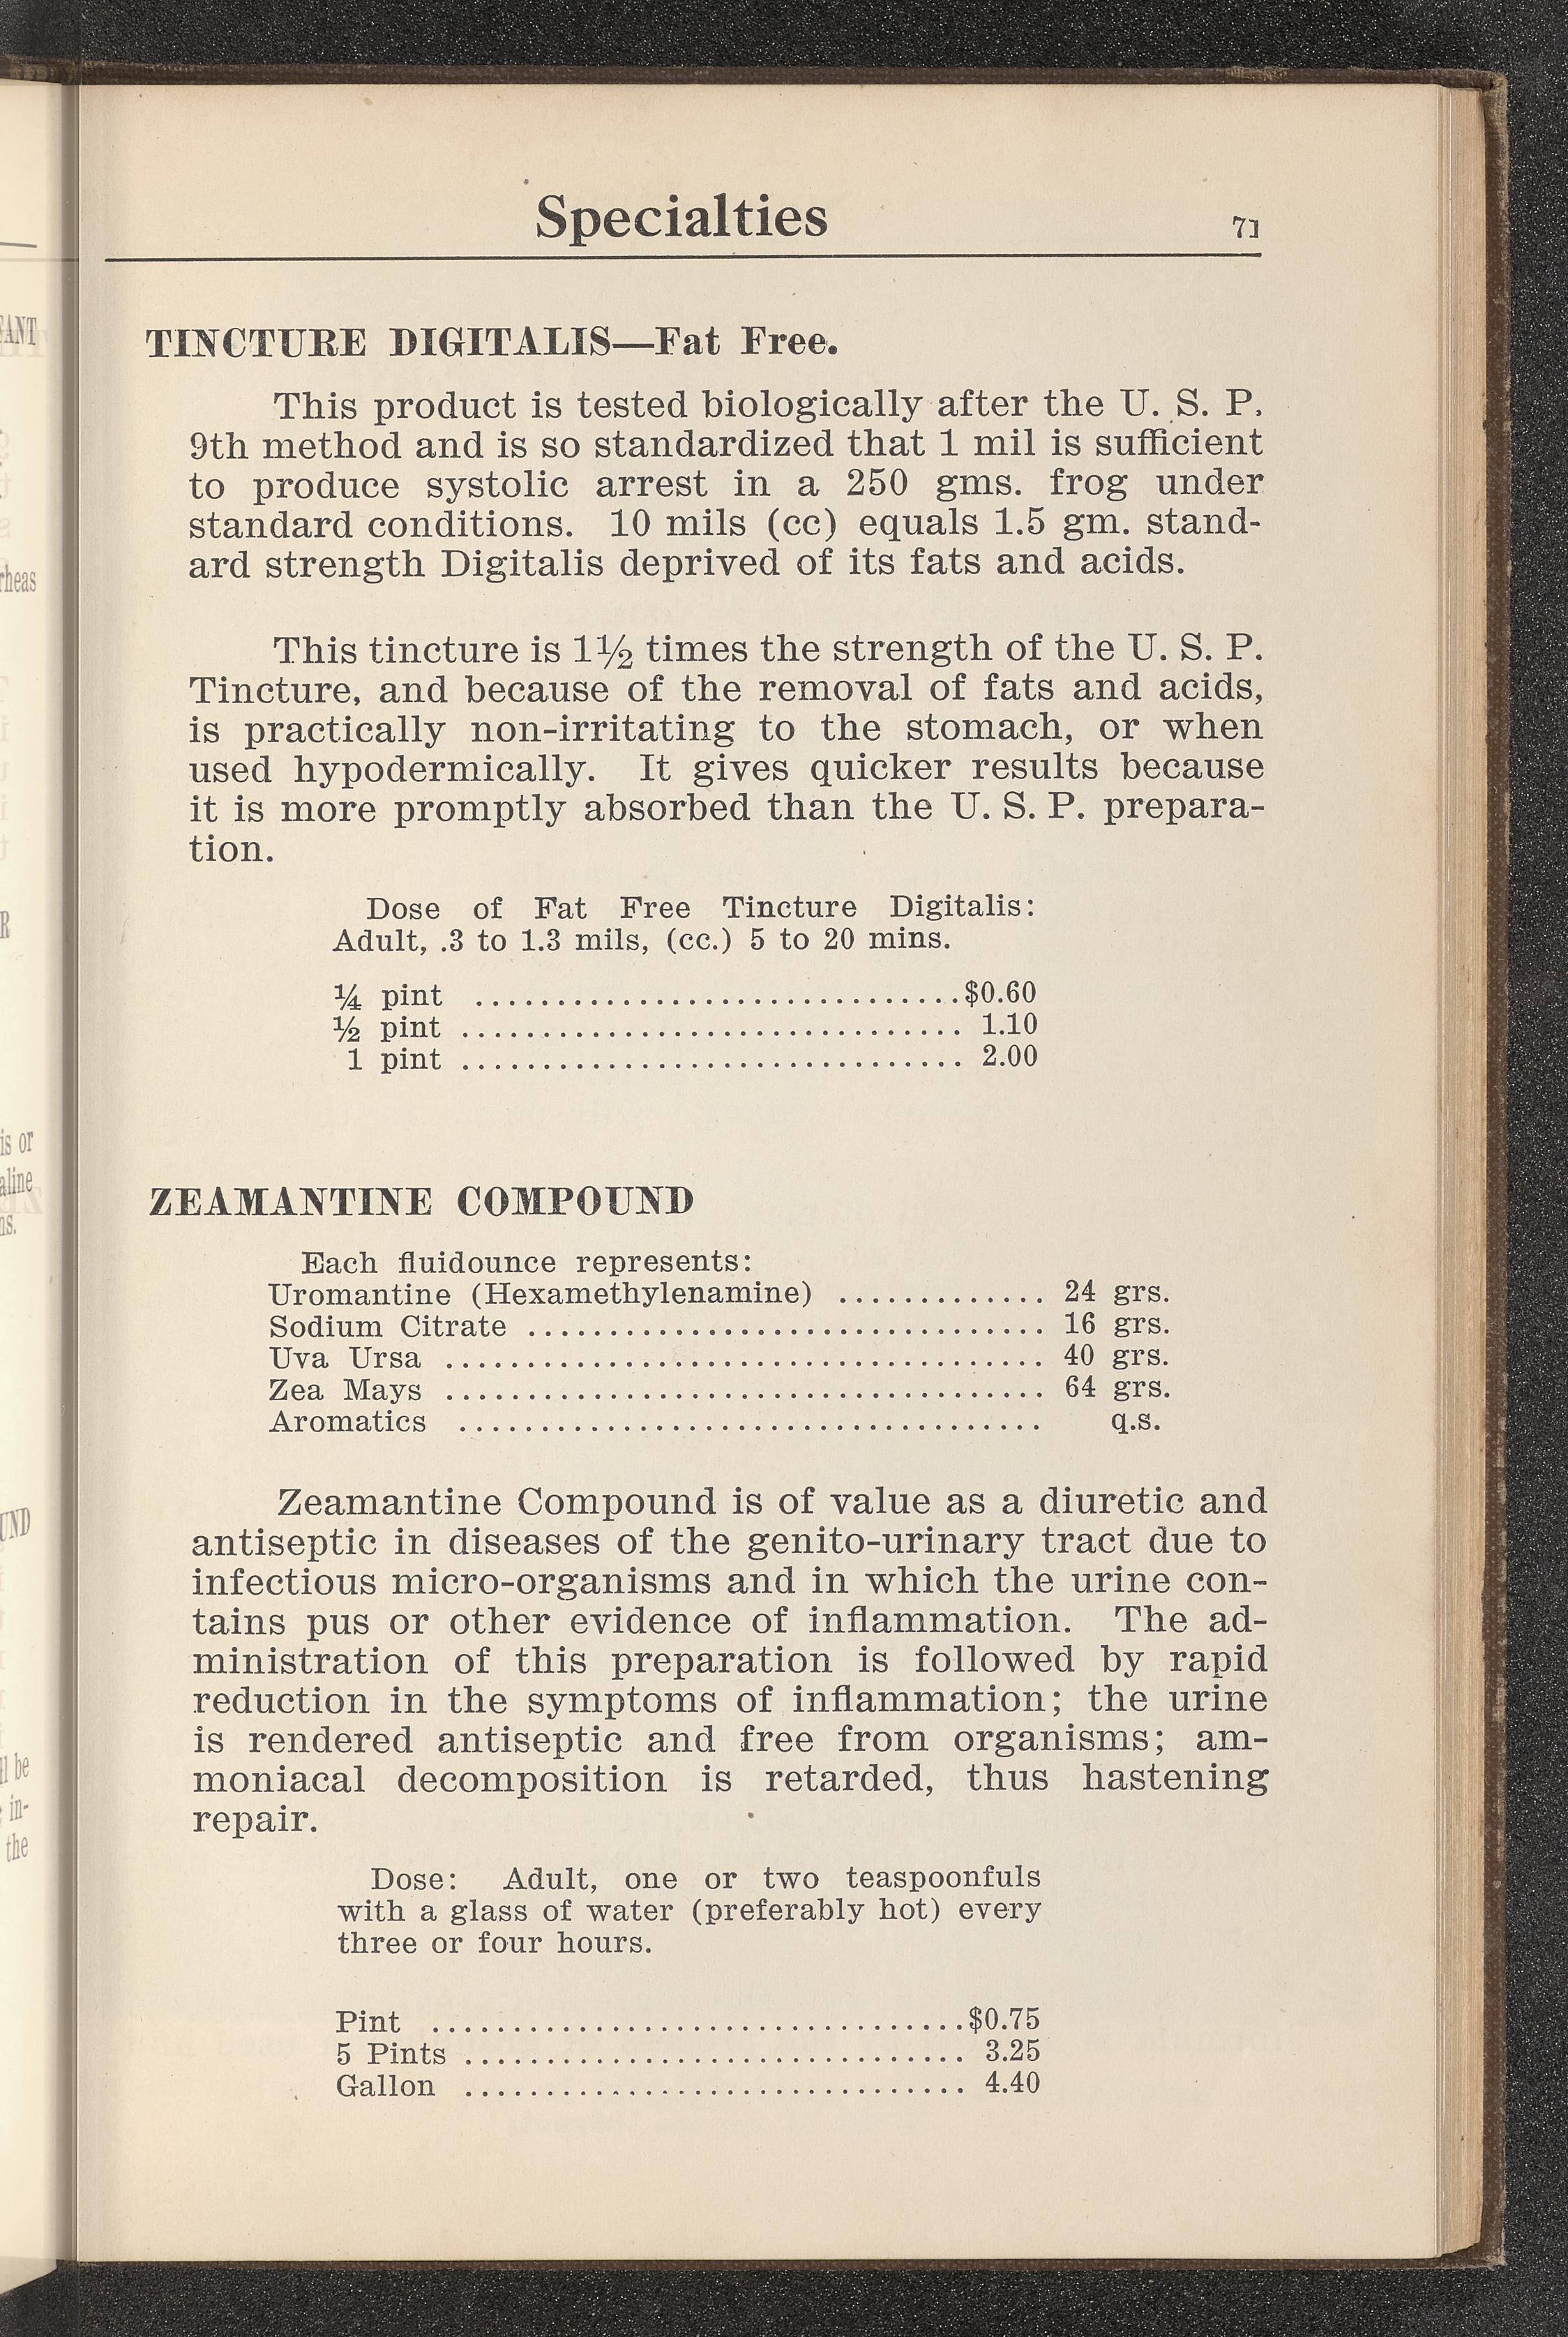 Specialties 71
TINCTURE DIGITALIS—Fat Free.
This product is tested biologically after the U. S. P.
9th method and is so standardized that 1 mil is sufficient
to produce systolic arrest in a 250 gms. frog under
standard conditions. 10 mils (cc) equals 1.5 gm. stand-
ard strength Digitalis deprived of its fats and acids.
This tincture is 1½ times the strength of the U. S. P.
Tincture, and because of the removal of fats and acids,
is practically non-irritating to the stomach, or when
used hypodermically. It gives quicker results because
it is more promptly absorbed than the U. S. P. prepara-
tion.
Dose of Fat Free Tincture Digitalis:
Adult, .3 to 1.3 mils, (cc.) 5 to 20 mins.
¼ pint ..............................$0.60
½ pint ............................... 1.10
1 pint ............................... 2.00
ZEAMANTINE COMPOUND
Each fluidounce represents:
Uromantine (Hexamethylenamine) ............. 24 grs.
Sodium Citrate ................................ 16 grs.
Uva Ursa ..................................... 40 grs.
Zea Mays ..................................... 64 grs.
Aromatics .................................... q.s.
Zeamantine Compound is of value as a diuretic and
antiseptic in diseases of the genito-urinary tract due to
infectious micro-organisms and in which the urine con-
tains pus or other evidence of inflammation. The ad-
ministration of this preparation is followed by rapid
reduction in the symptoms of inflammation; the urine
is rendered antiseptic and free from organisms; am-
moniacal decomposition is retarded, thus hastening
repair.
Dose: Adult, one or two teaspoonfuls
with a glass of water (preferably hot) every
three or four hours.
Pint .................................$0.75
5 Pints ............................... 3.25
Gallon ............................... 4.40